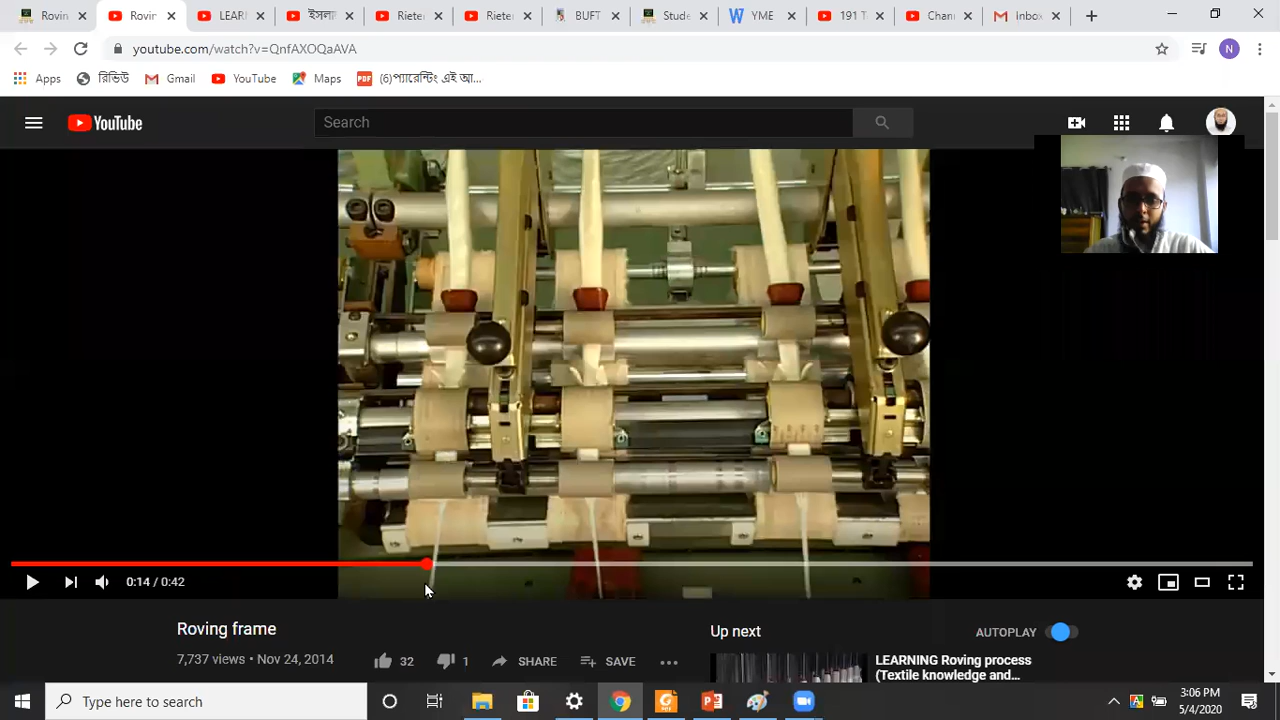 Rovin
Rovin
LEARN
ইসলা
Rieter
Rieter
BUFT
Stude
YME
191 T
Chann
Inbox
youtube.com/watch?v=QnfAXOQaAVA
N
Apps
রিভিউ
Gmail
YouTube
Maps
PDF
(6)প্যারেন্টিং এই আ...
YouTube
Search
0:14 / 0:42
Roving frame
7,737 views • Nov 24, 2014
32
1
SHARE
SAVE
Up next
AUTOPLAY
LEARNING Roving process
(Textile knowledge and...
Type here to search
3:06 PM
5/4/2020